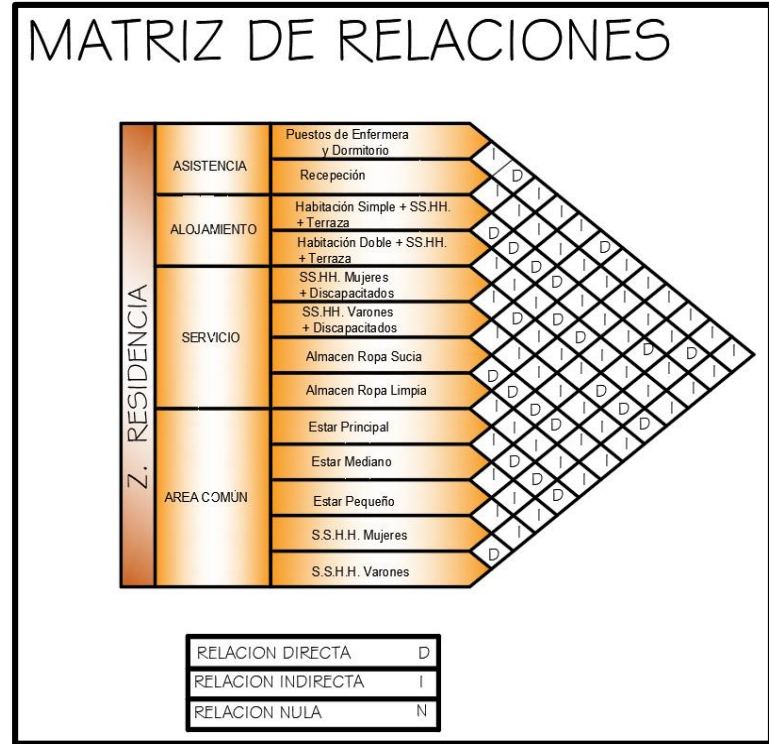 MATRIZ DE RELACIONES
Z. RESIDENCIA
ASISTENCIA
Puestos de Enfermera
y Dormitorio
Recepeción
ALOJAMIENTO
Habitación Simple + SS.HH.
+ Terraza
Habitación Doble + SS.HH.
+ Terraza
SERVICIO
SS.HH. Mujeres
+ Discapacitados
SS.HH. Varones
+ Discapacitados
Almacen Ropa Sucia
Almacen Ropa Limpia
AREA COMÚN
Estar Principal
Estar Mediano
Estar Pequeño
S.S.H.H. Mujeres
S.S.H.H. Varones
RELACION DIRECTA D
RELACION INDIRECTA I
RELACION NULA N